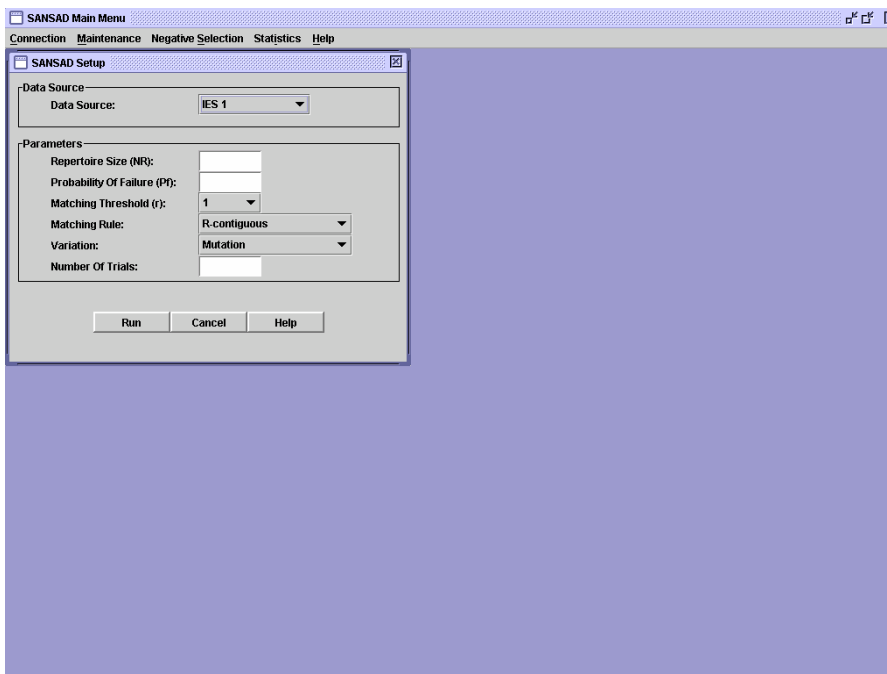 SANSAD Main Menu
Connection Maintenance Negative Selection Statistics Help
SANSAD Setup
Data Source
Data Source: IES 1
Parameters
Repertoire Size (NR):
Probability Of Failure (Pf):
Matching Threshold (r): 1
Matching Rule: R-contiguous
Variation: Mutation
Number Of Trials:
Run Cancel Help